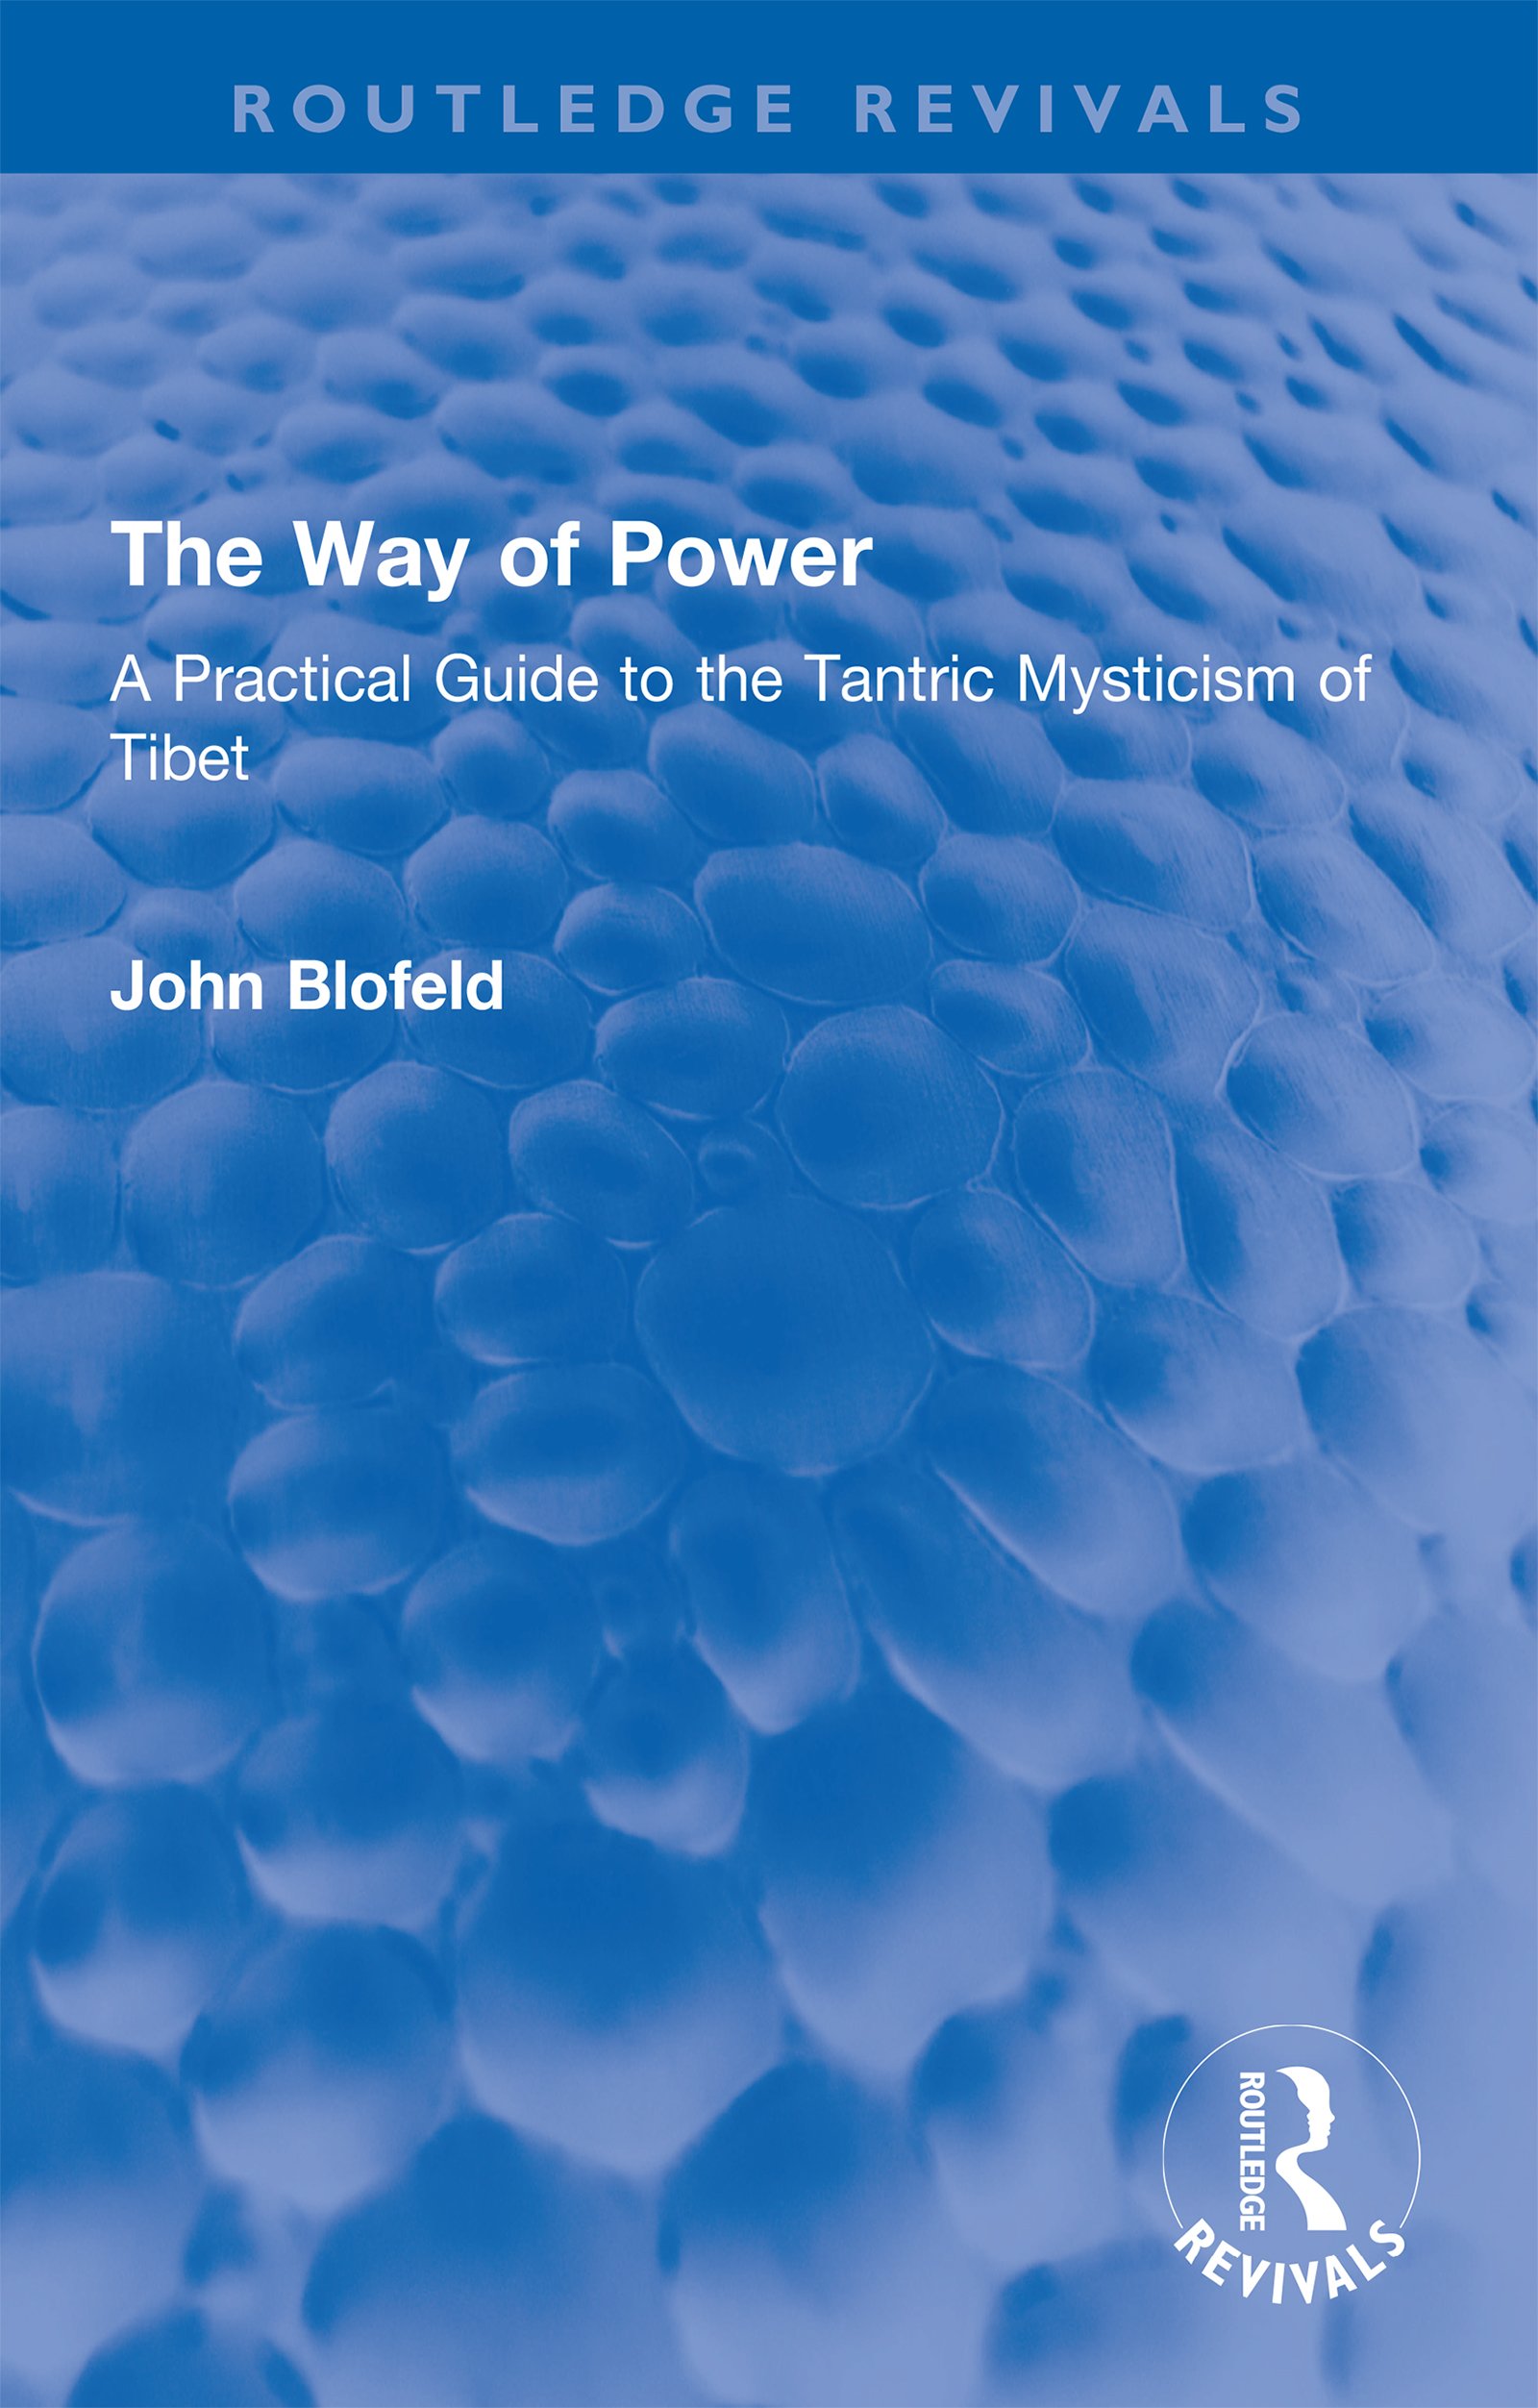 ROUTLEDGE REVIVALS
The Way of Power
A Practical Guide to the Tantric Mysticism of
Tibet
John Blofeld
ROUTLEDGE
REVIVALS